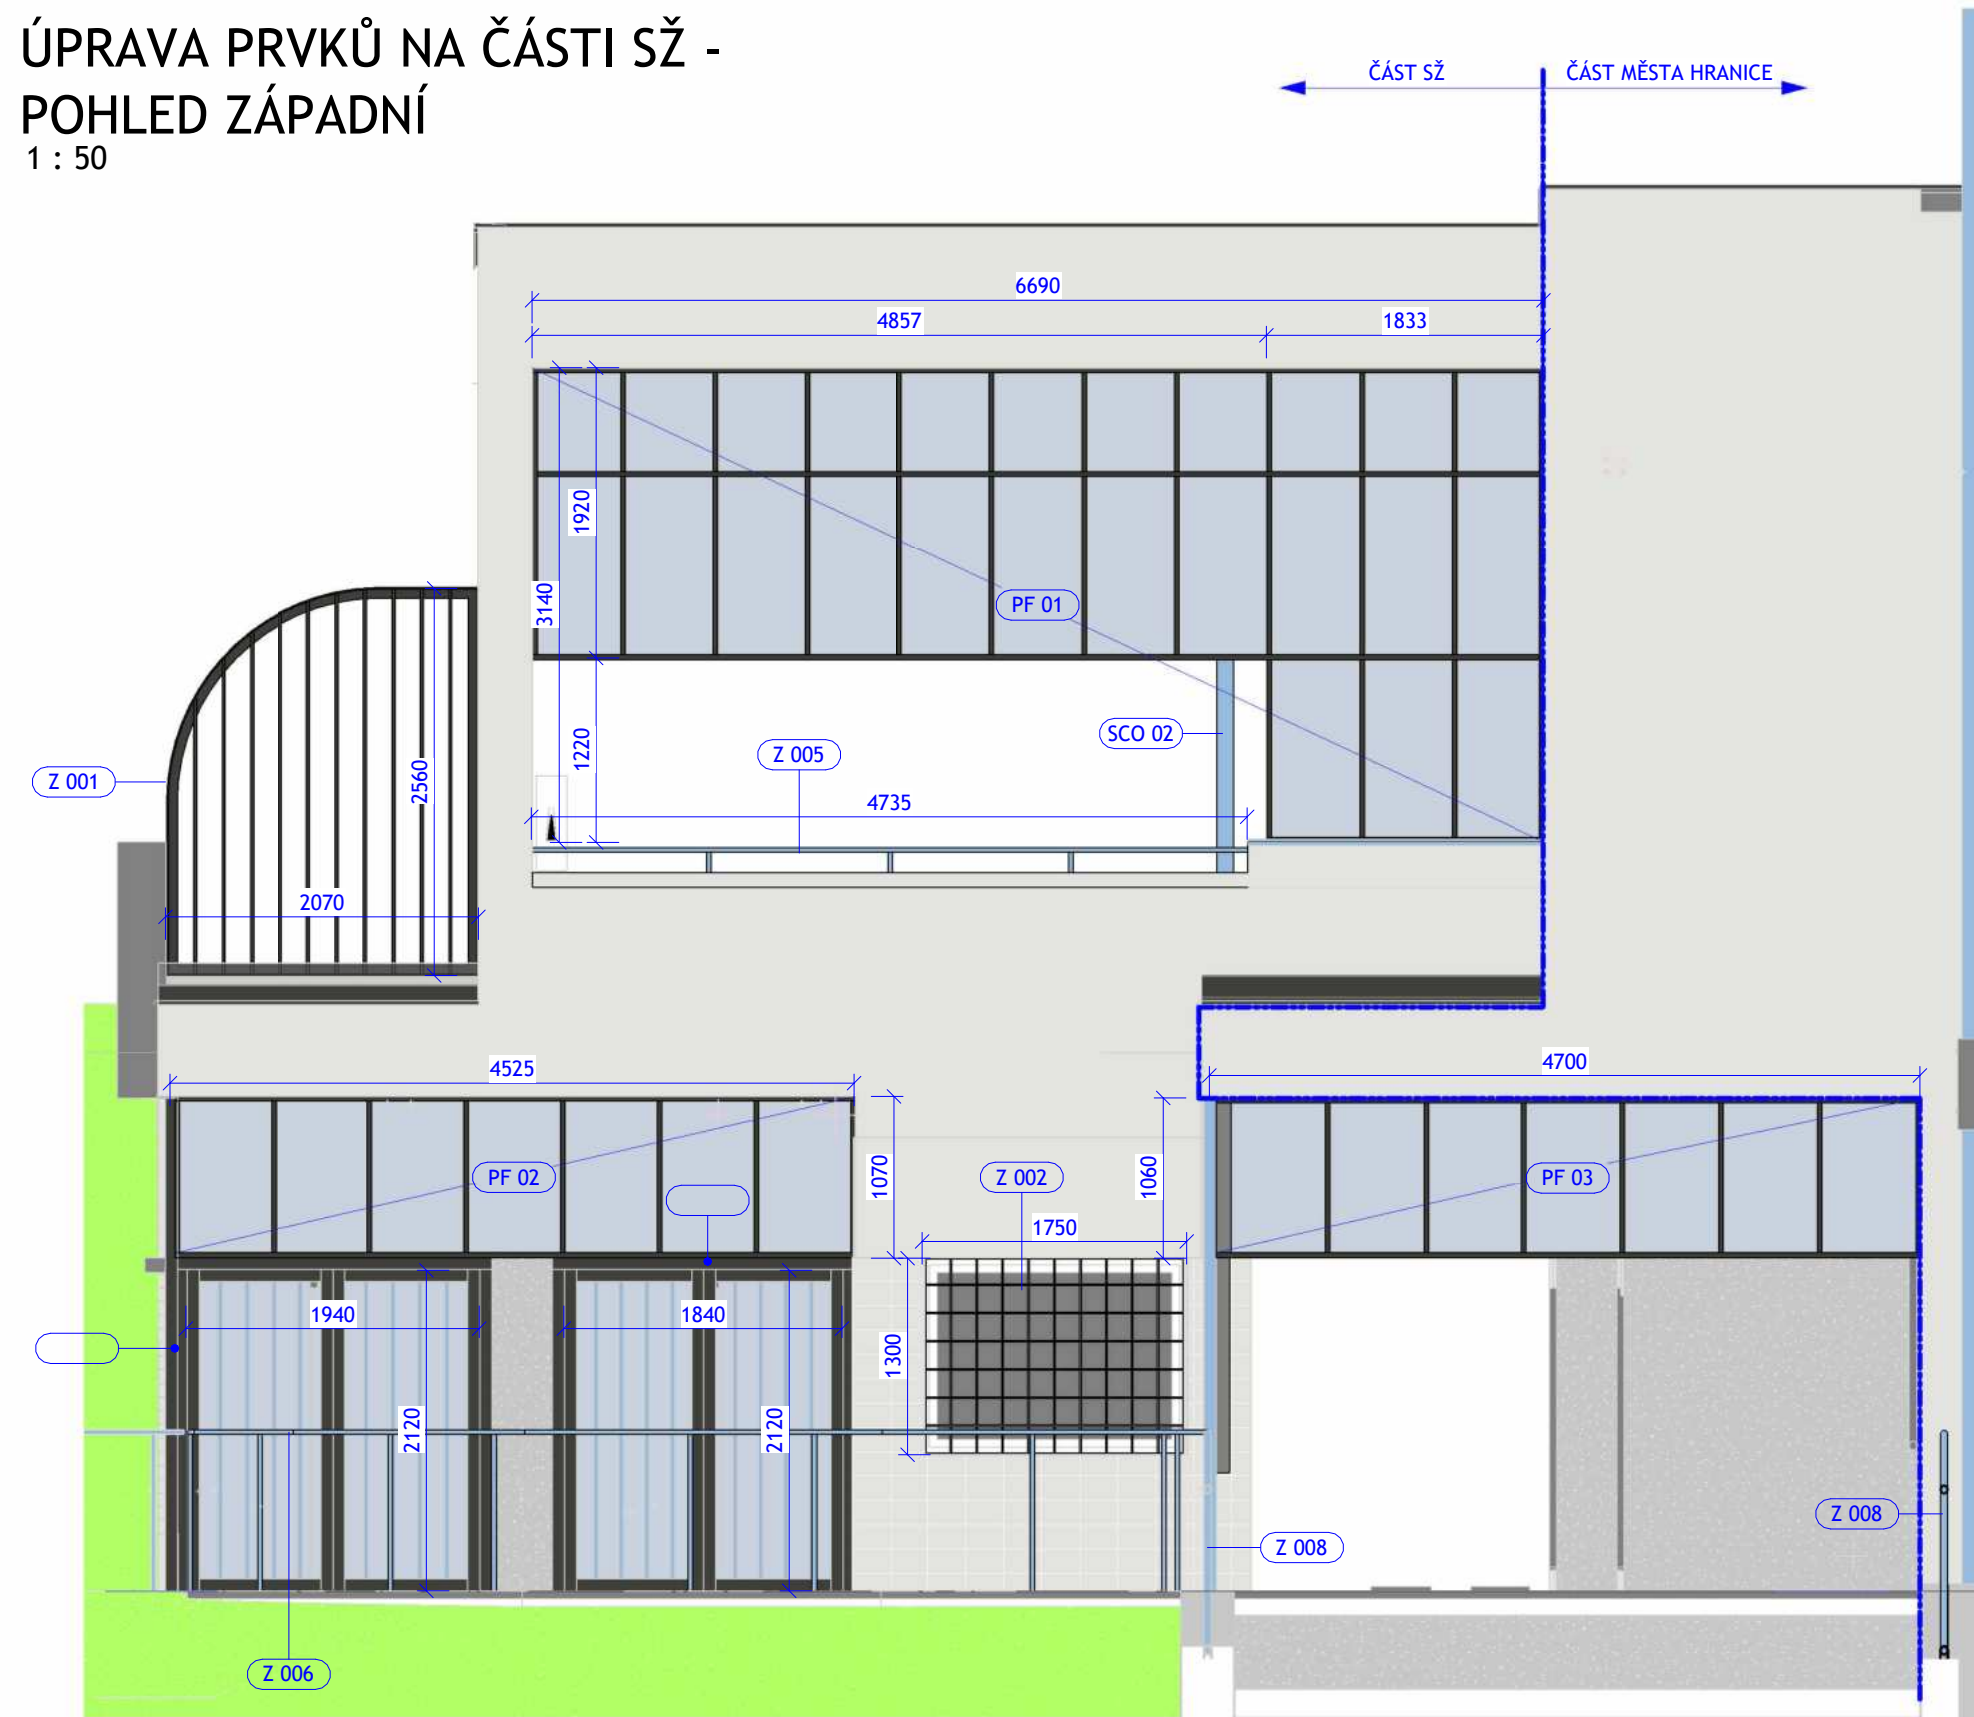 ÚPRAVA PRVKŮ NA ČÁSTI SŽ -
POHLED ZÁPADNÍ
1 : 50
ČÁST SŽ
ČÁST MĚSTA HRANICE
6690
4857
1833
1920
3140
PF 01
1220
SCO 02
Z 005
4735
Z 001
2560
2070
4525
4700
1070
1060
PF 02
Z 002
PF 03
1750
1940
1840
1300
2120
2120
Z 008
Z 008
Z 006